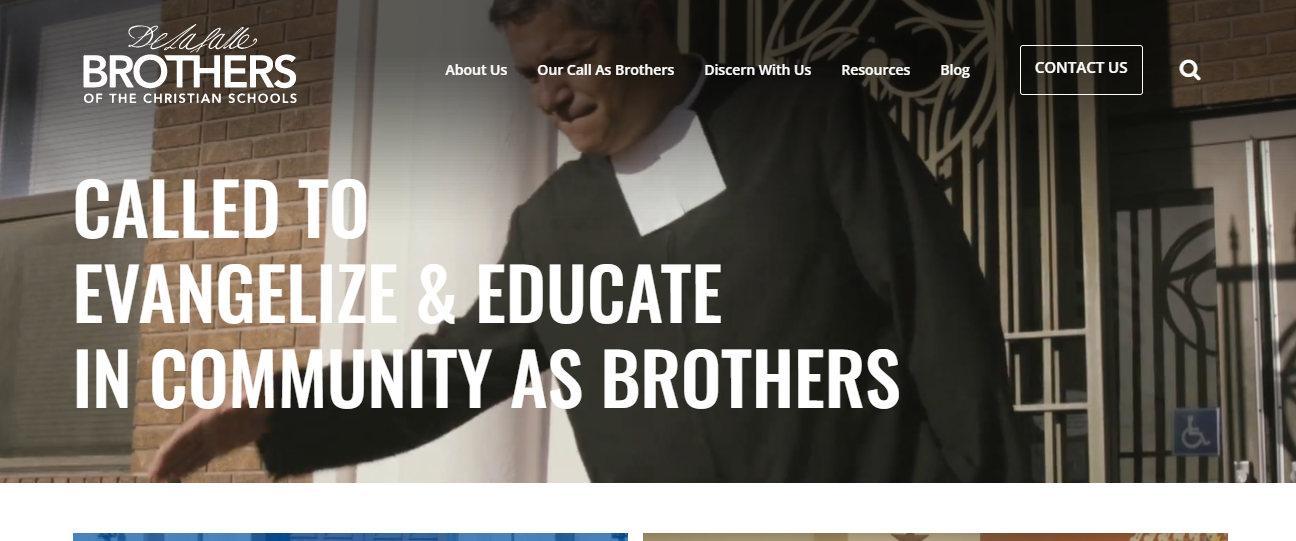 De La Salle
BROTHERS
OF THE CHRISTIAN SCHOOLS
About Us
Our Call As Brothers
Discern With Us
Resources
Blog
CONTACT US
CALLED TO
EVANGELIZE & EDUCATE
IN COMMUNITY AS BROTHERS